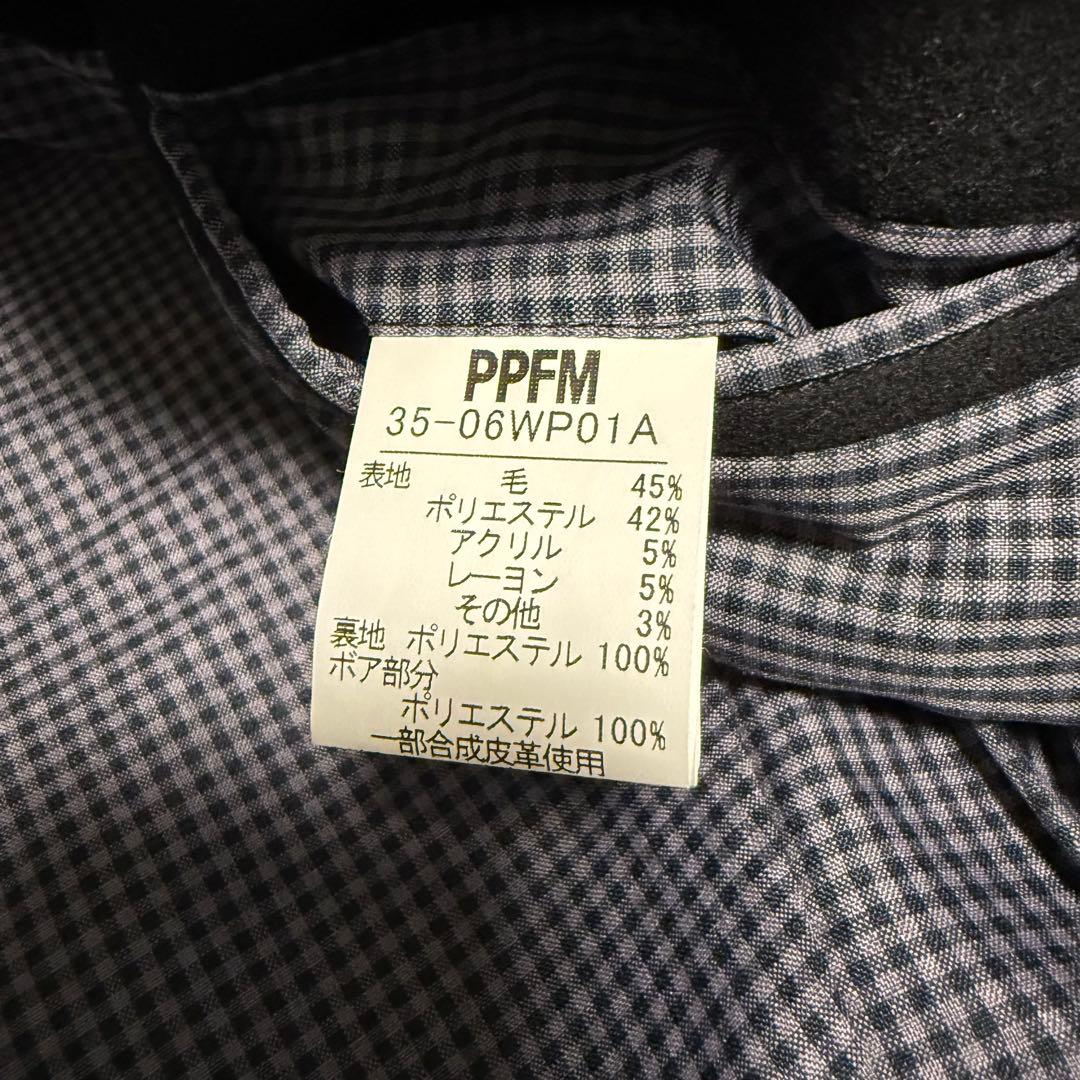 PPFM
35-06WP01A
表地 毛 45%
ポリエステル 42%
アクリル 5%
レーヨン 5%
その他 3%
裏地 ポリエステル 100%
ボア部分
ポリエステル 100%
一部合成皮革使用